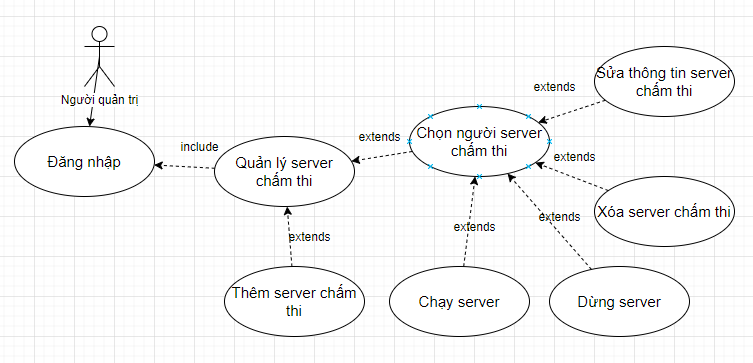 Người quản trị
Đăng nhập
include
Quản lý server
chấm thi
extends
Chọn người server
chấm thi
extends
Sửa thông tin server
chấm thi
extends
Xóa server chấm thi
extends
Thêm server chấm
thi
extends
Chạy server
extends
Dừng server